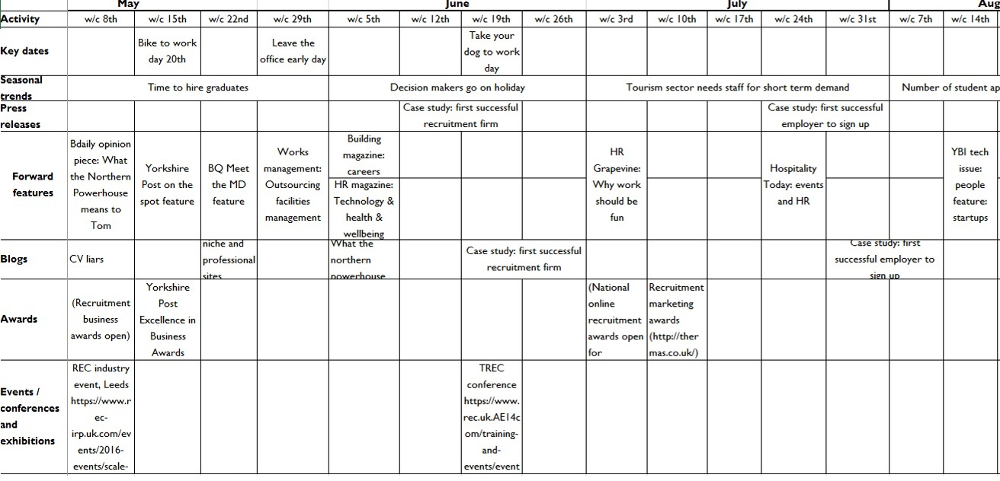 May June July Aug
Activity w/c 8th w/c 15th w/c 22nd w/c 29th w/c 5th w/c 12th w/c 19th w/c 26th w/c 3rd w/c 10th w/c 17th w/c 24th w/c 31st w/c 7th w/c 14th
Key dates
Bike to work
day 20th
Leave the
office early day
Take your
dog to work
day
Seasonal
trends
Time to hire graduates
Decision makers go on holiday
Tourism sector needs staff for short term demand
Number of student ap
Press
releases
Case study: first successful
recruitment firm
Case study: first successful
employer to sign up
Forward
features
Bdaily opinion
piece: What
the Northern
Powerhouse
means to
Tom
Yorkshire
Post on the
spot feature
BQ Meet
the MD
feature
Works
management:
Outsourcing
facilities
management
Building
magazine:
careers
HR magazine:
Technology &
health &
wellbeing
HR
Grapevine:
Why work
should be
fun
Hospitality
Today: events
and HR
YBI tech
issue:
people
feature:
startups
Blogs
CV liars
niche and
professional
sites
What the
northern
powerhouse
Case study: first successful
recruitment firm
Case study: first
successful employer to
sign up
Awards
(Recruitment
business
awards open)
Yorkshire
Post
Excellence in
Business
Awards
(National
online
recruitment
awards open
for
Recruitment
marketing
awards
(http://ther
mas.co.uk/)
Events /
conferences
and
exhibitions
REC industry
event, Leeds
https://www.r
ec-
irp.uk.com/ev
ents/2016-
events/scale-
TREC
conference
https://www.
rec.uk.AE14c
om/training-
and-
events/event